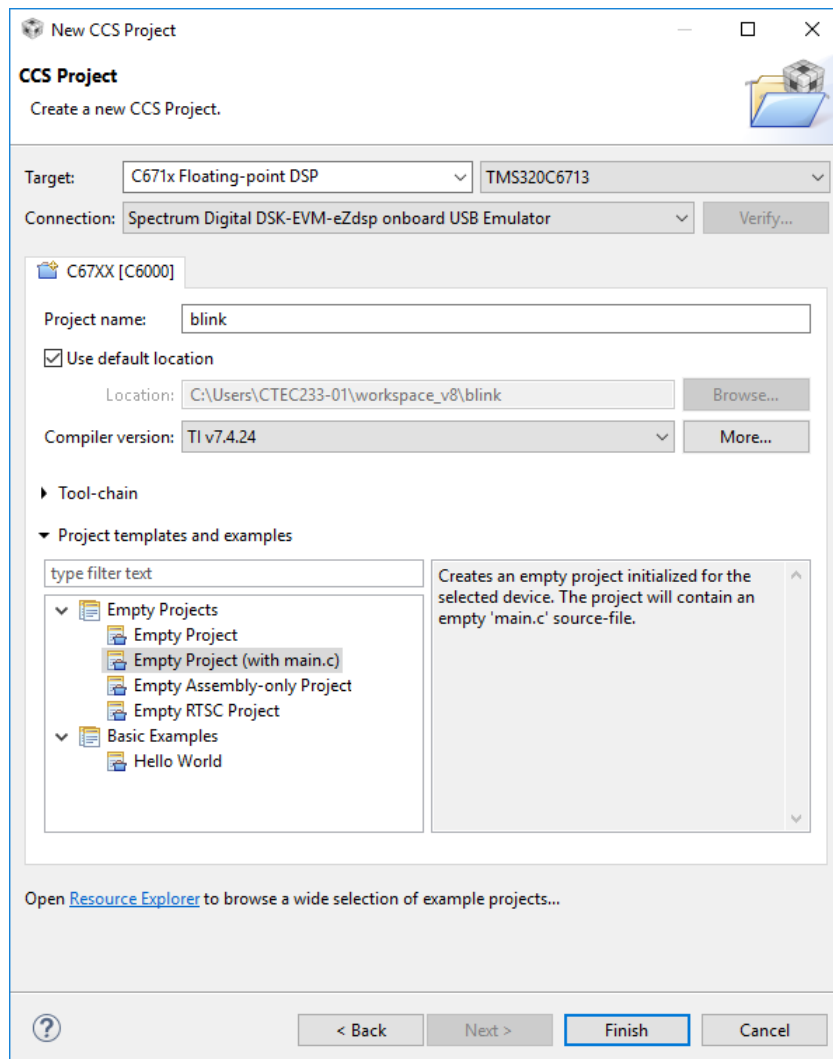 New CCS Project
CCS Project
Create a new CCS Project.
Target: C671x Floating-point DSP TMS320C6713
Connection: Spectrum Digital DSK-EVM-eZdsp onboard USB Emulator Verify...
C67XX [C6000]
Project name: blink
Use default location
Location: C:\Users\CTEC233-01\workspace_v8\blink Browse...
Compiler version: TI v7.4.24 More...
Tool-chain
Project templates and examples
type filter text
Empty Projects
Empty Project
Empty Project (with main.c)
Empty Assembly-only Project
Empty RTSC Project
Basic Examples
Hello World
Creates an empty project initialized for the
selected device. The project will contain an
empty 'main.c' source-file.
Open Resource Explorer to browse a wide selection of example projects...
? < Back Next > Finish Cancel